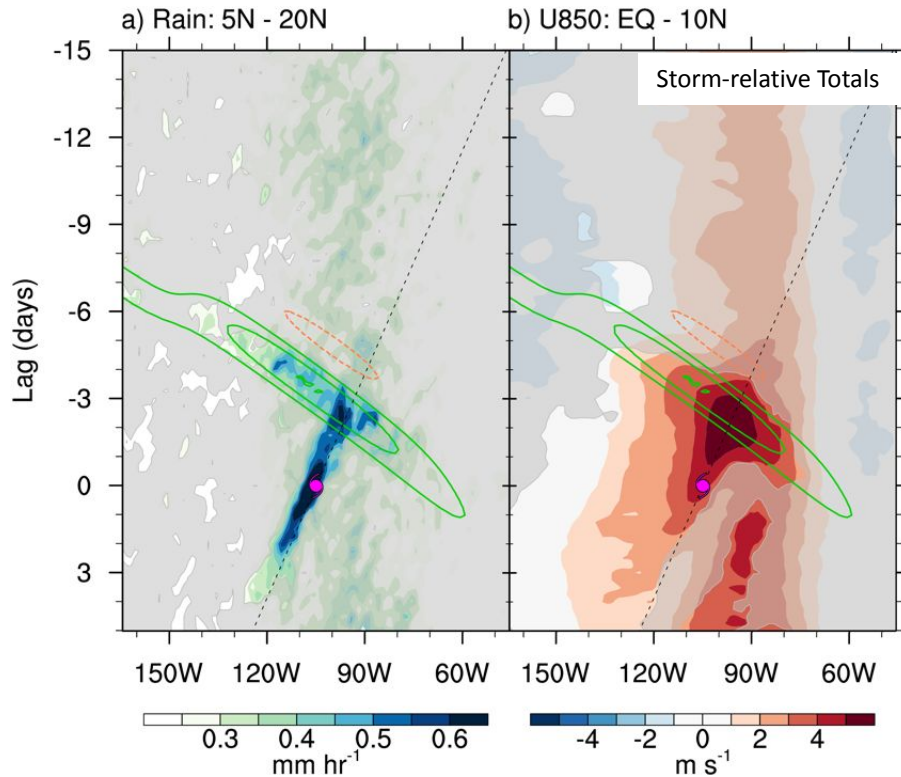 a) Rain: 5N - 20N
b) U850: EQ - 10N
Storm-relative Totals
Lag (days)
-15
-12
-9
-6
-3
0
3
150W 120W 90W 60W
150W 120W 90W 60W
0.3 0.4 0.5 0.6
mm hr-1
-4 -2 0 2 4
m s-1